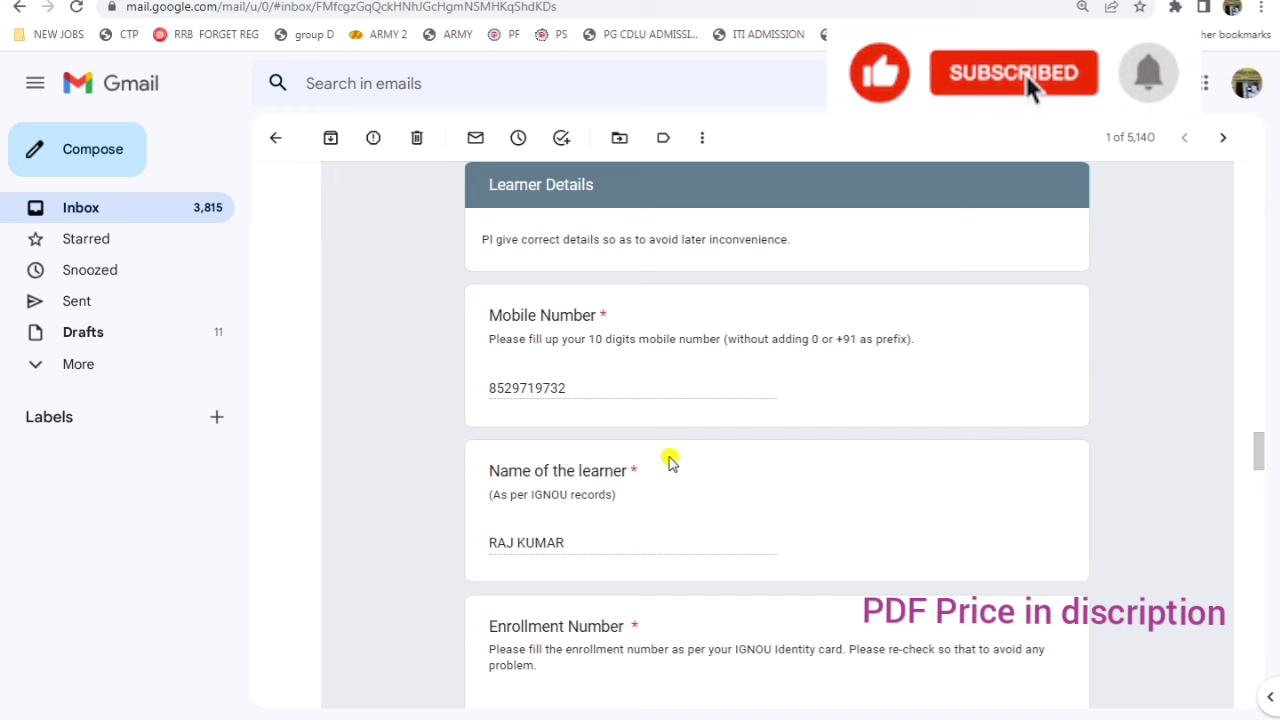 mail.google.com/mail/u/0/#inbox/FMfcgzGqQckHNhJGcHgmNSMHKqShdKDs
NEW JOBS CTP RRB FORGET REG group D ARMY 2 ARMY PF PS PG CDLU ADMISSI... ITI ADMISSION her bookmarks
Gmail
Search in emails
SUBSCRIBED
Compose
1 of 5,140
Inbox 3,815
Starred
Snoozed
Sent
Drafts 11
More
Labels
Learner Details
Pl give correct details so as to avoid later inconvenience.
Mobile Number *
Please fill up your 10 digits mobile number (without adding 0 or +91 as prefix).
8529719732
Name of the learner *
(As per IGNOU records)
RAJ KUMAR
PDF Price in discription
Enrollment Number *
Please fill the enrollment number as per your IGNOU Identity card. Please re-check so that to avoid any
problem.